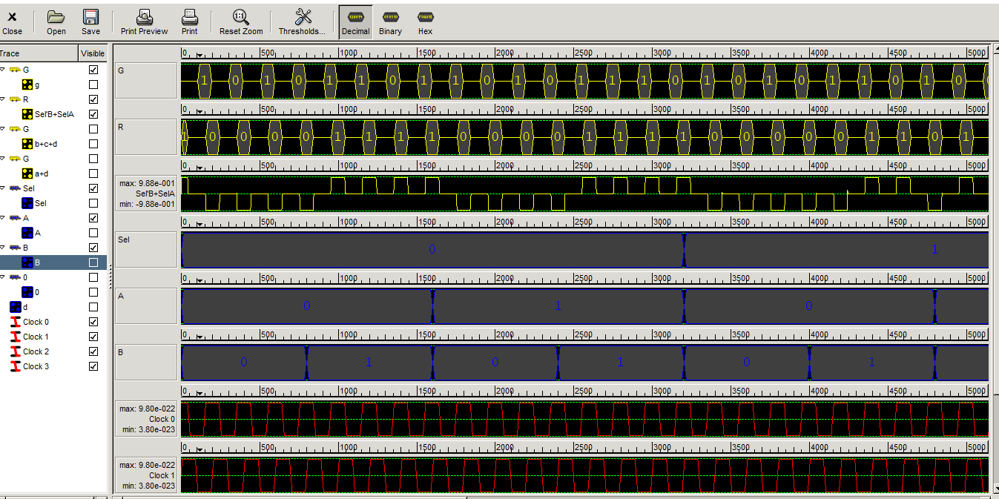 Close Open Save Print Preview Print Reset Zoom Thresholds... Decimal Binary Hex
Trace Visible
G
g
R
Sel'B+SelA
G
b+c+d
G
a+d
Sel
Sel
A
A
B
B
0
0
d
Clock 0
Clock 1
Clock 2
Clock 3
0 500 1000 1500 2000 2500 3000 3500 4000 4500 5000
G
1 0 1 0 1 1 0 1 1 0 1 0 1 1 1 0 1 0 1 0 1 1 0 1 0
0 500 1000 1500 2000 2500 3000 3500 4000 4500 5000
R
1 0 0 0 0 1 1 1 1 0 0 0 0 1 1 1 1 0 0 0 0 0 1 1 0 1
0 500 1000 1500 2000 2500 3000 3500 4000 4500 5000
max: 9.88e-001
Sel'B+SelA
min: -9.88e-001
0 500 1000 1500 2000 2500 3000 3500 4000 4500 5000
Sel
0 1
0 500 1000 1500 2000 2500 3000 3500 4000 4500 5000
A
0 1 0
0 500 1000 1500 2000 2500 3000 3500 4000 4500 5000
B
0 1 0 1 0 1
0 500 1000 1500 2000 2500 3000 3500 4000 4500 5000
max: 9.80e-022
Clock 0
min: 3.80e-023
0 500 1000 1500 2000 2500 3000 3500 4000 4500 5000
max: 9.80e-022
Clock 1
min: 3.80e-023